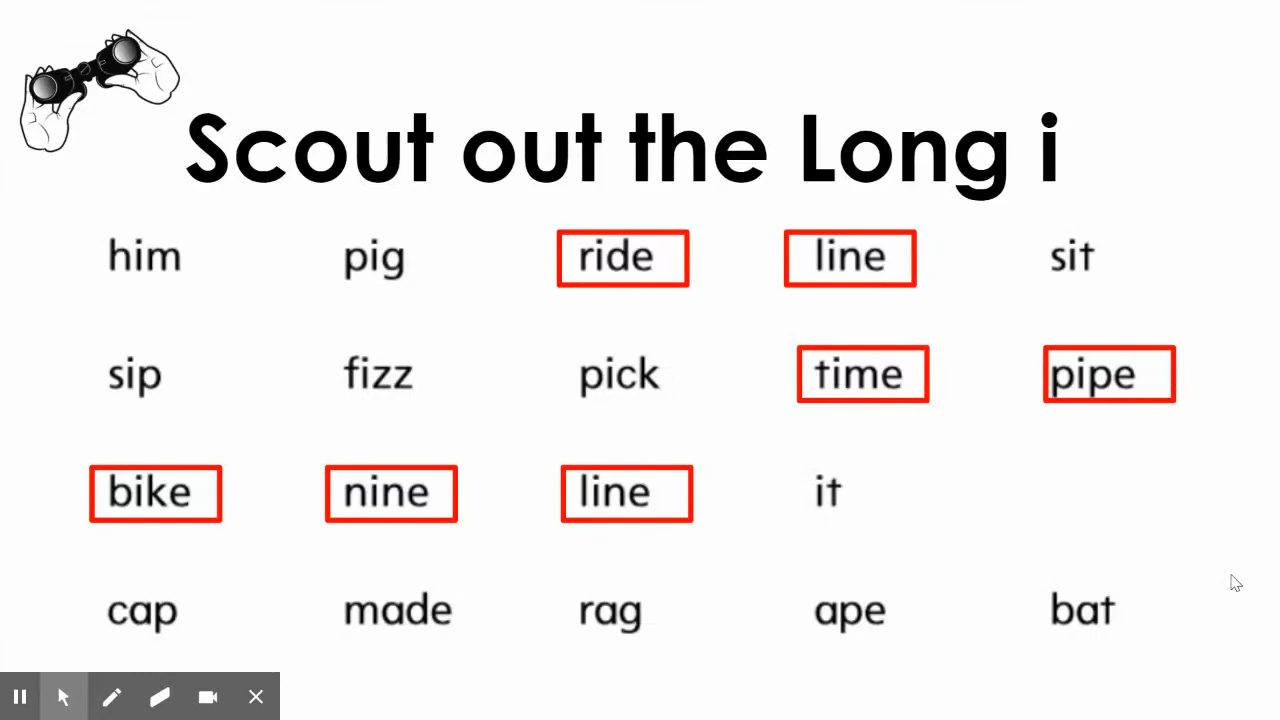 Scout out the Long i
him pig ride line sit
sip fizz pick time pipe
bike nine line it
cap made rag ape bat